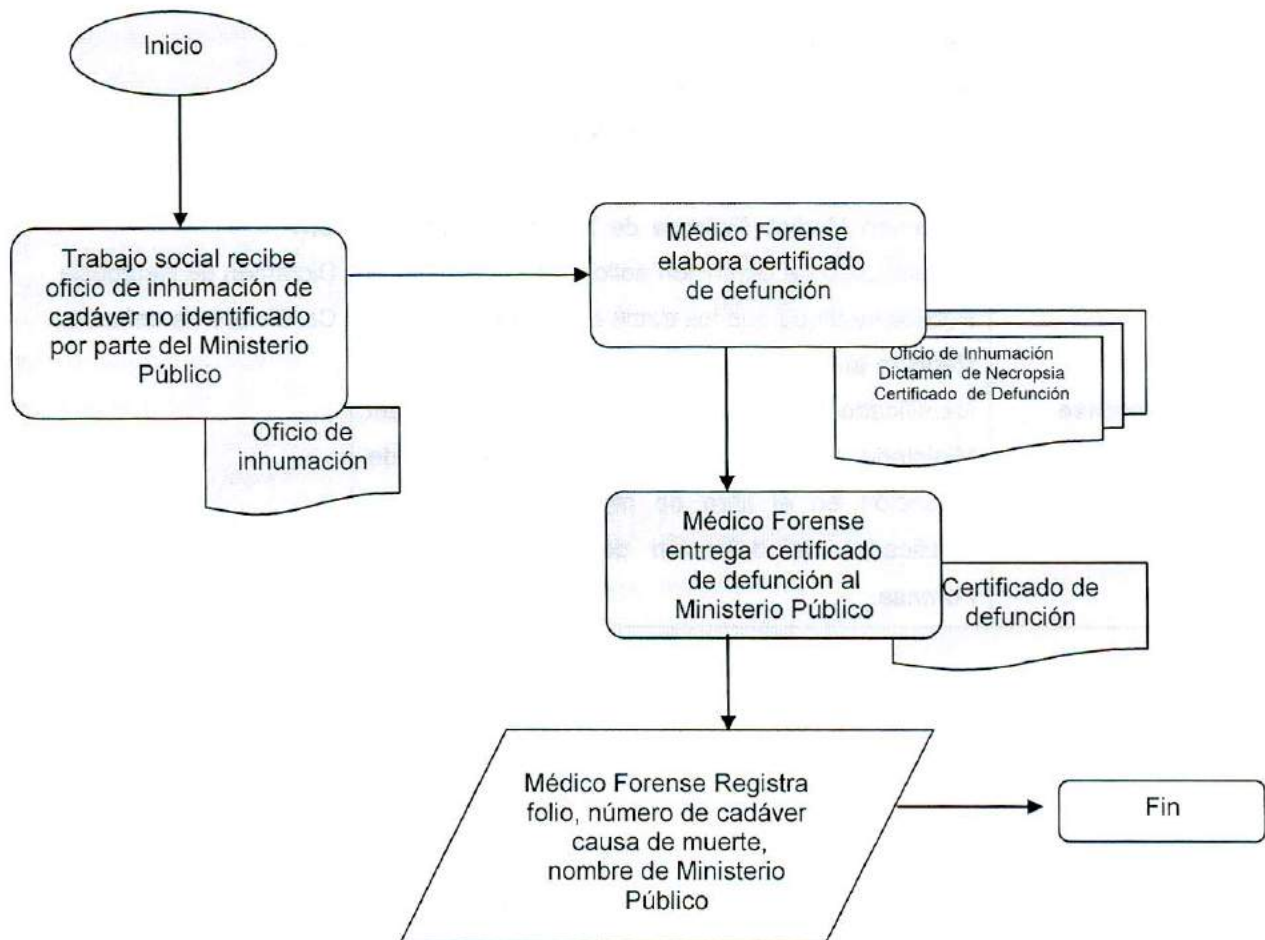 Inicio
Trabajo social recibe
oficio de inhumación de
cadáver no identificado
por parte del Ministerio
Público
Oficio de
inhumación
Médico Forense
elabora certificado
de defunción
Oficio de Inhumación
Dictamen de Necropsia
Certificado de Defunción
Médico Forense
entrega certificado
de defunción al
Ministerio Público
Certificado de
defunción
Médico Forense Registra
folio, número de cadáver
causa de muerte,
nombre de Ministerio
Público
Fin